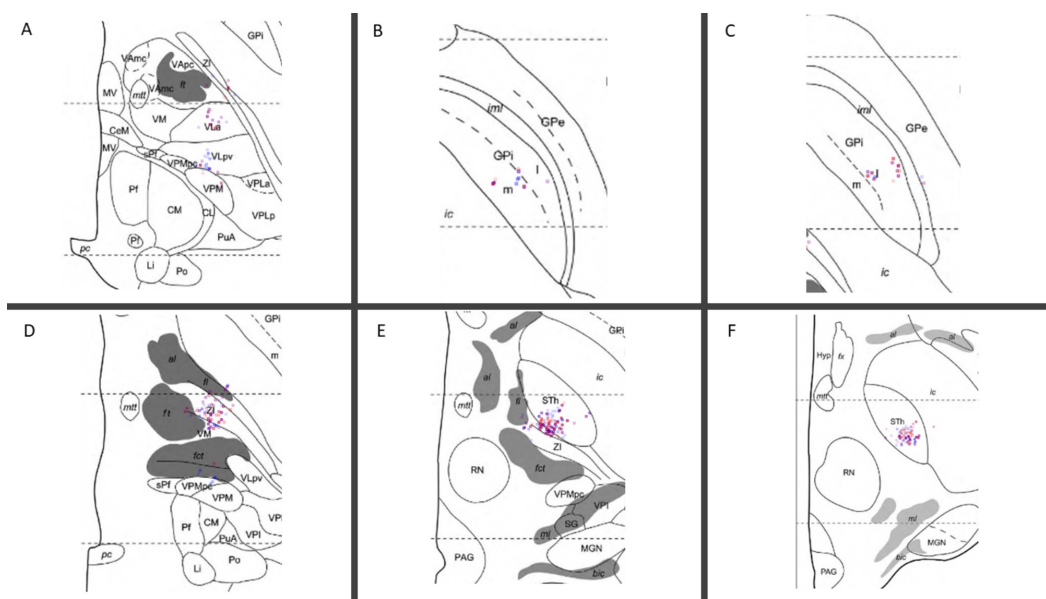 A
GPi
VAmc
VApc
ZI
ft
VAmc
mtt
MV
VM
VLa
CeM
MV
sPf
VPMpc
VLpv
Pf
VPM
VPLa
CM
CL
VPLp
PuA
pc
Pf
Li
Po
B
iml
GPe
GPi
l
m
ic
C
iml
GPe
GPi
m
l
ic
D
GPi
m
al
fl
mtt
ft
ZI
VM
fct
VLpv
sPf
VPMpc
VPM
Pf
CM
VPl
VPl
PuA
pc
Li
Po
E
al
GPi
al
ic
fl
mtt
STh
ZI
RN
fct
VPMpc
VPl
SG
ml
MGN
PAG
bic
F
al
al
Hyp
fx
ic
mtt
STh
RN
ml
MGN
bic
PAG